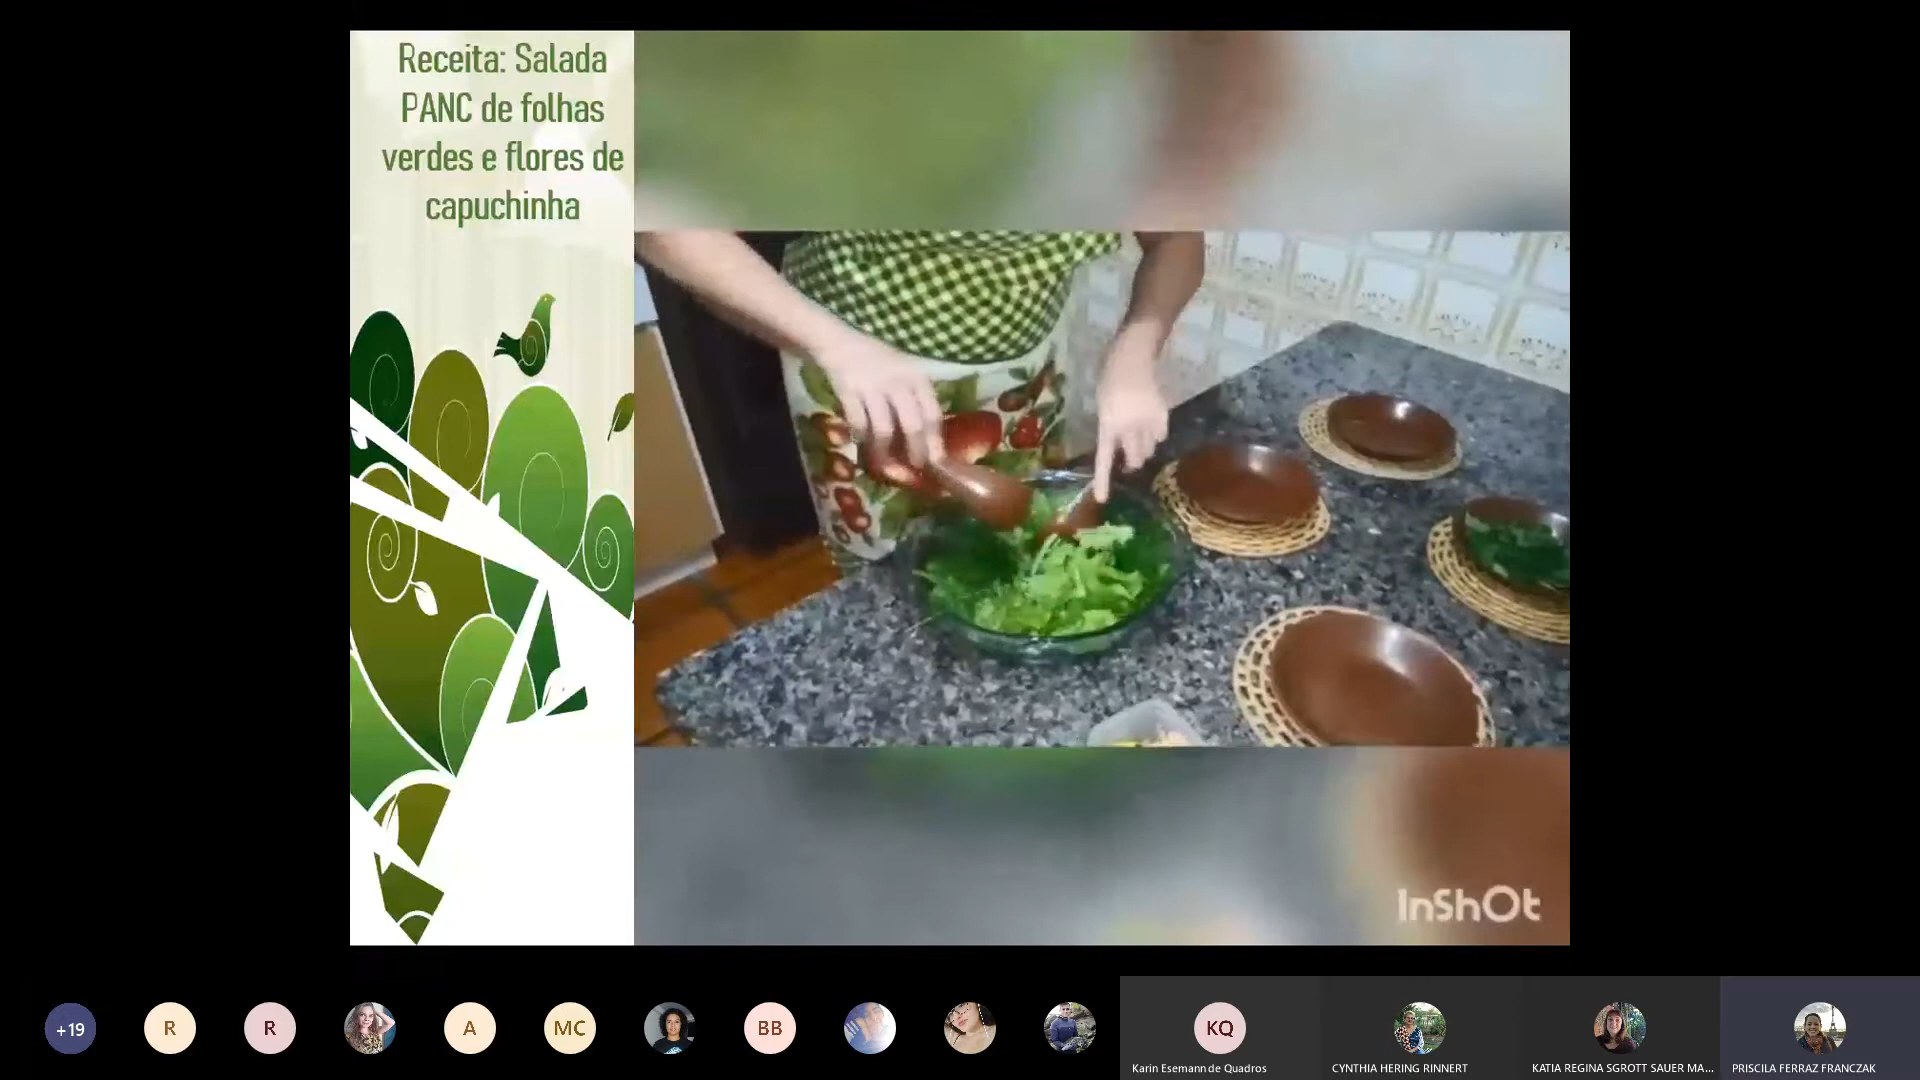 Receita: Salada
PANC de folhas
verdes e flores de
capuchinha
InShOt
+19
R
R
A
MC
BB
KQ
Karin Esemann de Quadros
CYNTHIA HERING RINNERT
KATIA REGINA SGROTT SAUER MA...
PRISCILA FERRAZ FRANCZAK